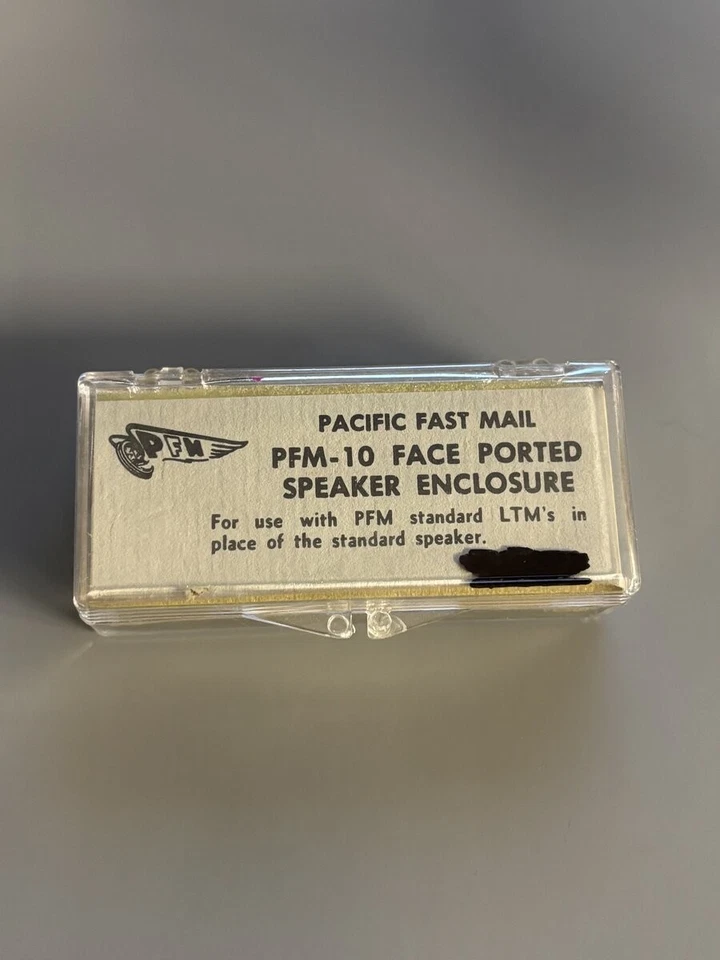 PFM
PACIFIC FAST MAIL
PFM-10 FACE PORTED
SPEAKER ENCLOSURE
For use with PFM standard LTM's in
place of the standard speaker.